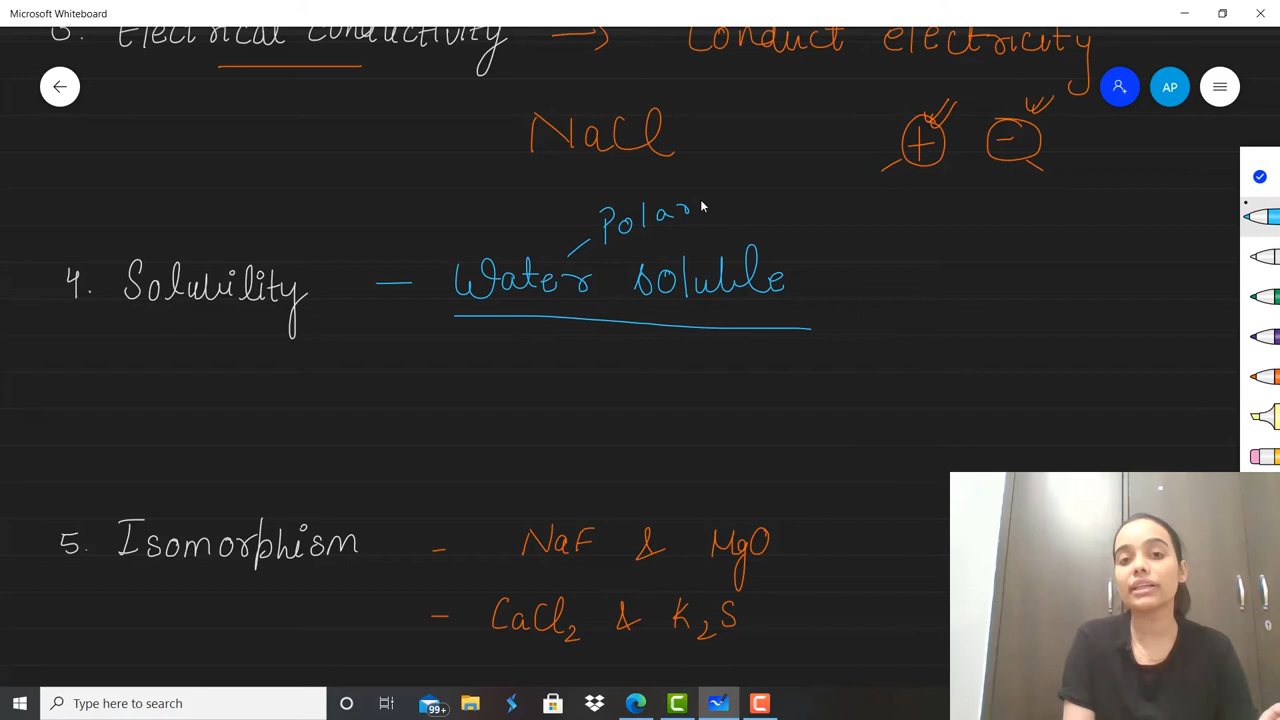 Microsoft Whiteboard
3. Electrical conductivity → Conduct electricity
AP
NaCl + -
Polar
4. Solubility — Water soluble
5. Isomorphism - NaF & MgO
- CaCl₂ & K₂S
Type here to search
99+